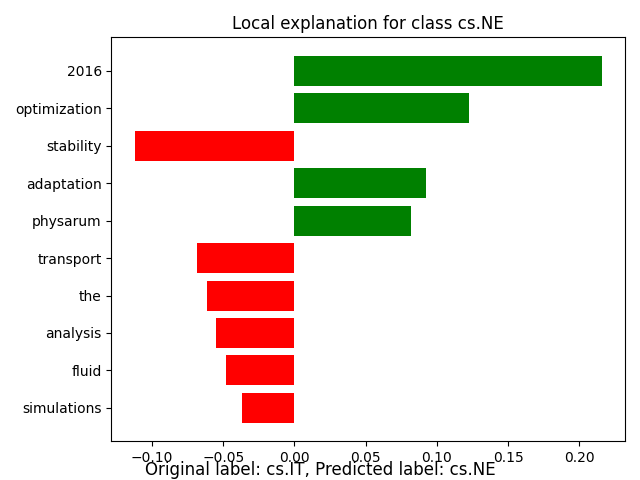 Local explanation for class cs.NE
2016
optimization
stability
adaptation
physarum
transport
the
analysis
fluid
simulations
−0.10 −0.05 0.00 0.05 0.10 0.15 0.20
Original label: cs.IT, Predicted label: cs.NE